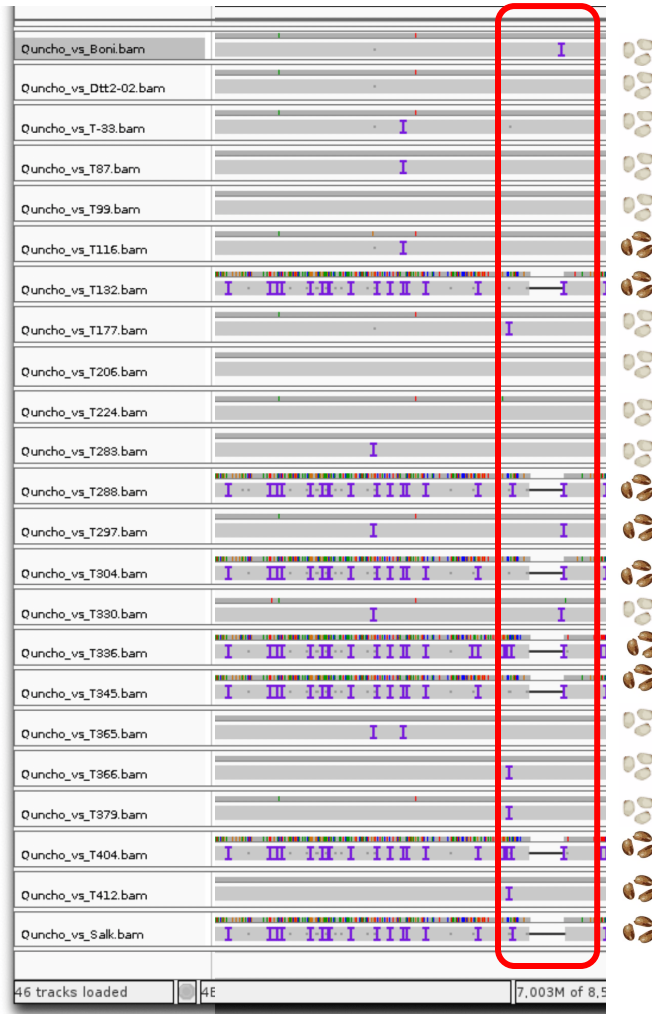 Quncho_vs_Boni.bam
Quncho_vs_Dtt2-02.bam
Quncho_vs_T-33.bam
Quncho_vs_T87.bam
Quncho_vs_T99.bam
Quncho_vs_T116.bam
Quncho_vs_T132.bam
Quncho_vs_T177.bam
Quncho_vs_T206.bam
Quncho_vs_T224.bam
Quncho_vs_T283.bam
Quncho_vs_T288.bam
Quncho_vs_T297.bam
Quncho_vs_T304.bam
Quncho_vs_T330.bam
Quncho_vs_T336.bam
Quncho_vs_T345.bam
Quncho_vs_T365.bam
Quncho_vs_T366.bam
Quncho_vs_T379.bam
Quncho_vs_T404.bam
Quncho_vs_T412.bam
Quncho_vs_Salk.bam
46 tracks loaded 4E 7,003M of 8,5